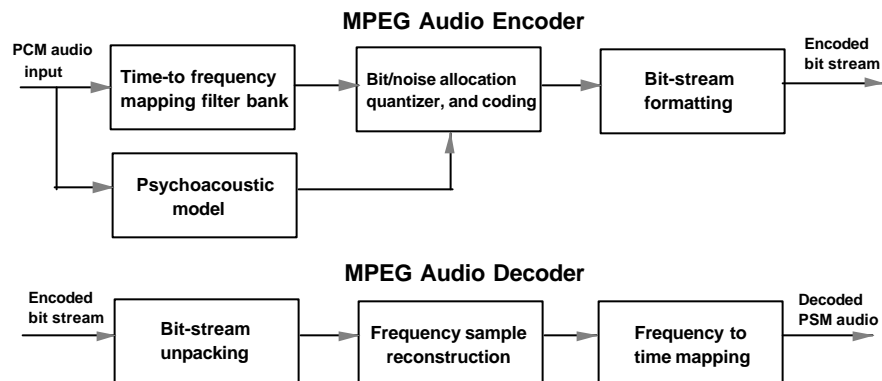 MPEG Audio Encoder
PCM audio
input
Time-to frequency
mapping filter bank
Bit/noise allocation
quantizer, and coding
Bit-stream
formatting
Encoded
bit stream
Psychoacoustic
model
MPEG Audio Decoder
Encoded
bit stream
Bit-stream
unpacking
Frequency sample
reconstruction
Frequency to
time mapping
Decoded
PSM audio